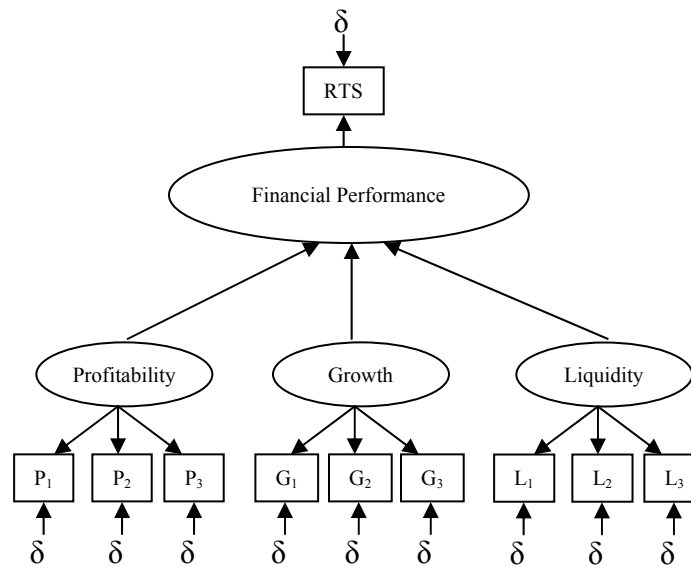 δ
RTS
Financial Performance
Profitability Growth Liquidity
P₁ P₂ P₃ G₁ G₂ G₃ L₁ L₂ L₃
δ δ δ δ δ δ δ δ δ